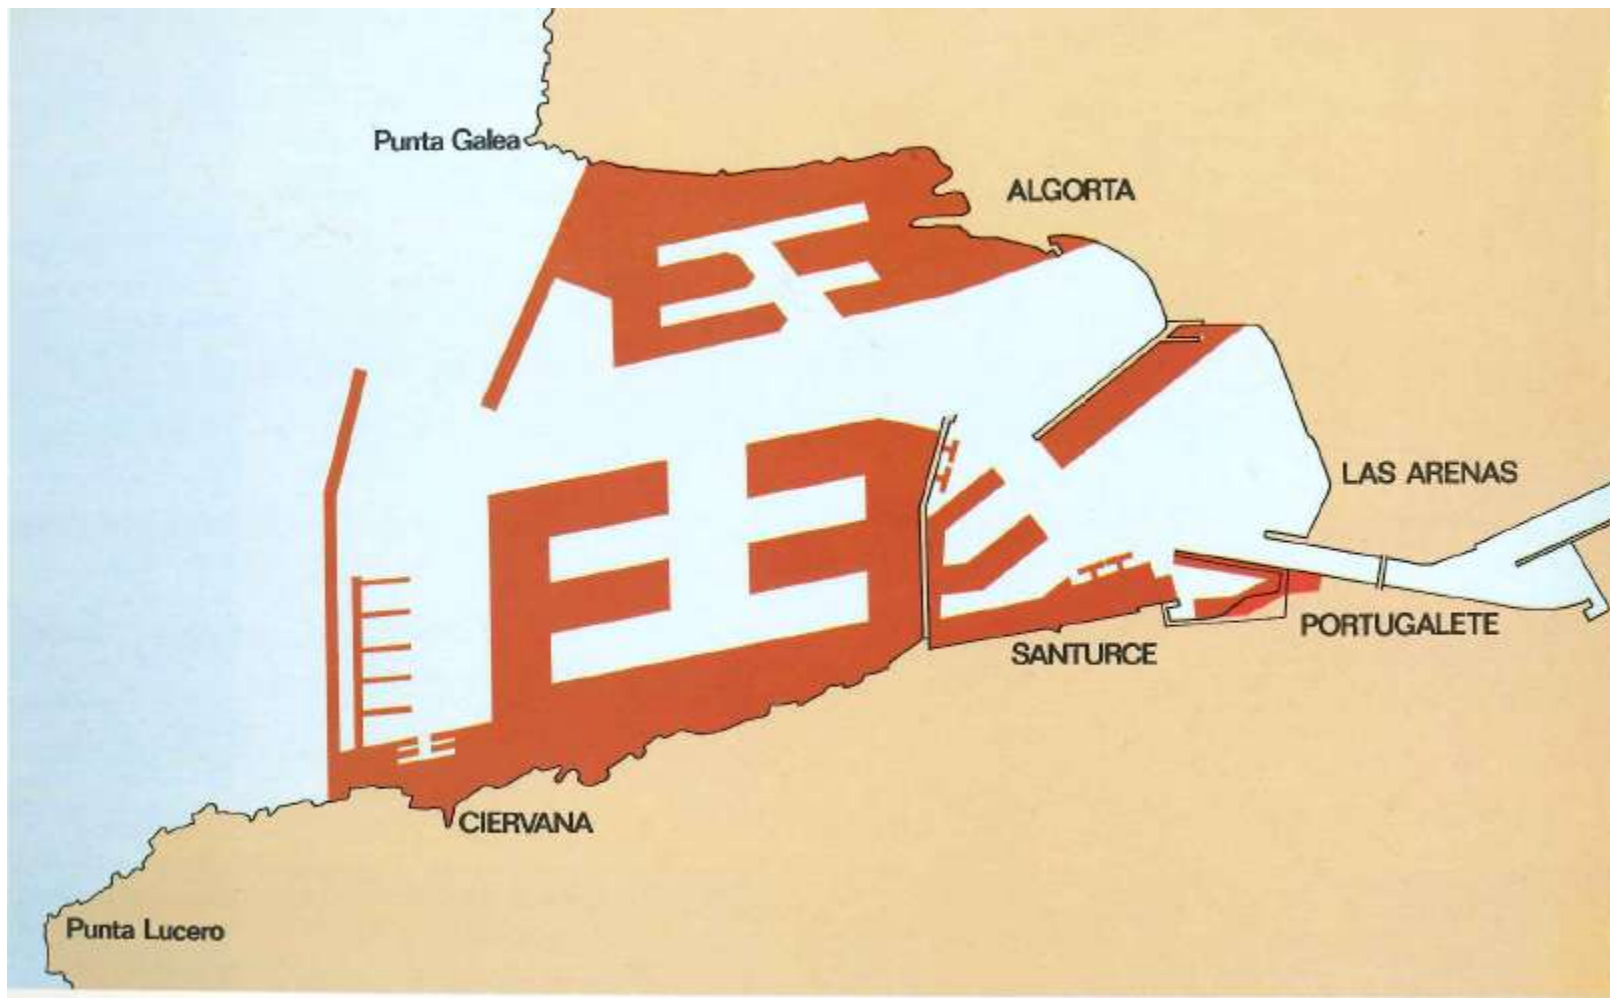 Punta Galea
ALGORTA
LAS ARENAS
PORTUGALETE
SANTURCE
CIERVANA
Punta Lucero